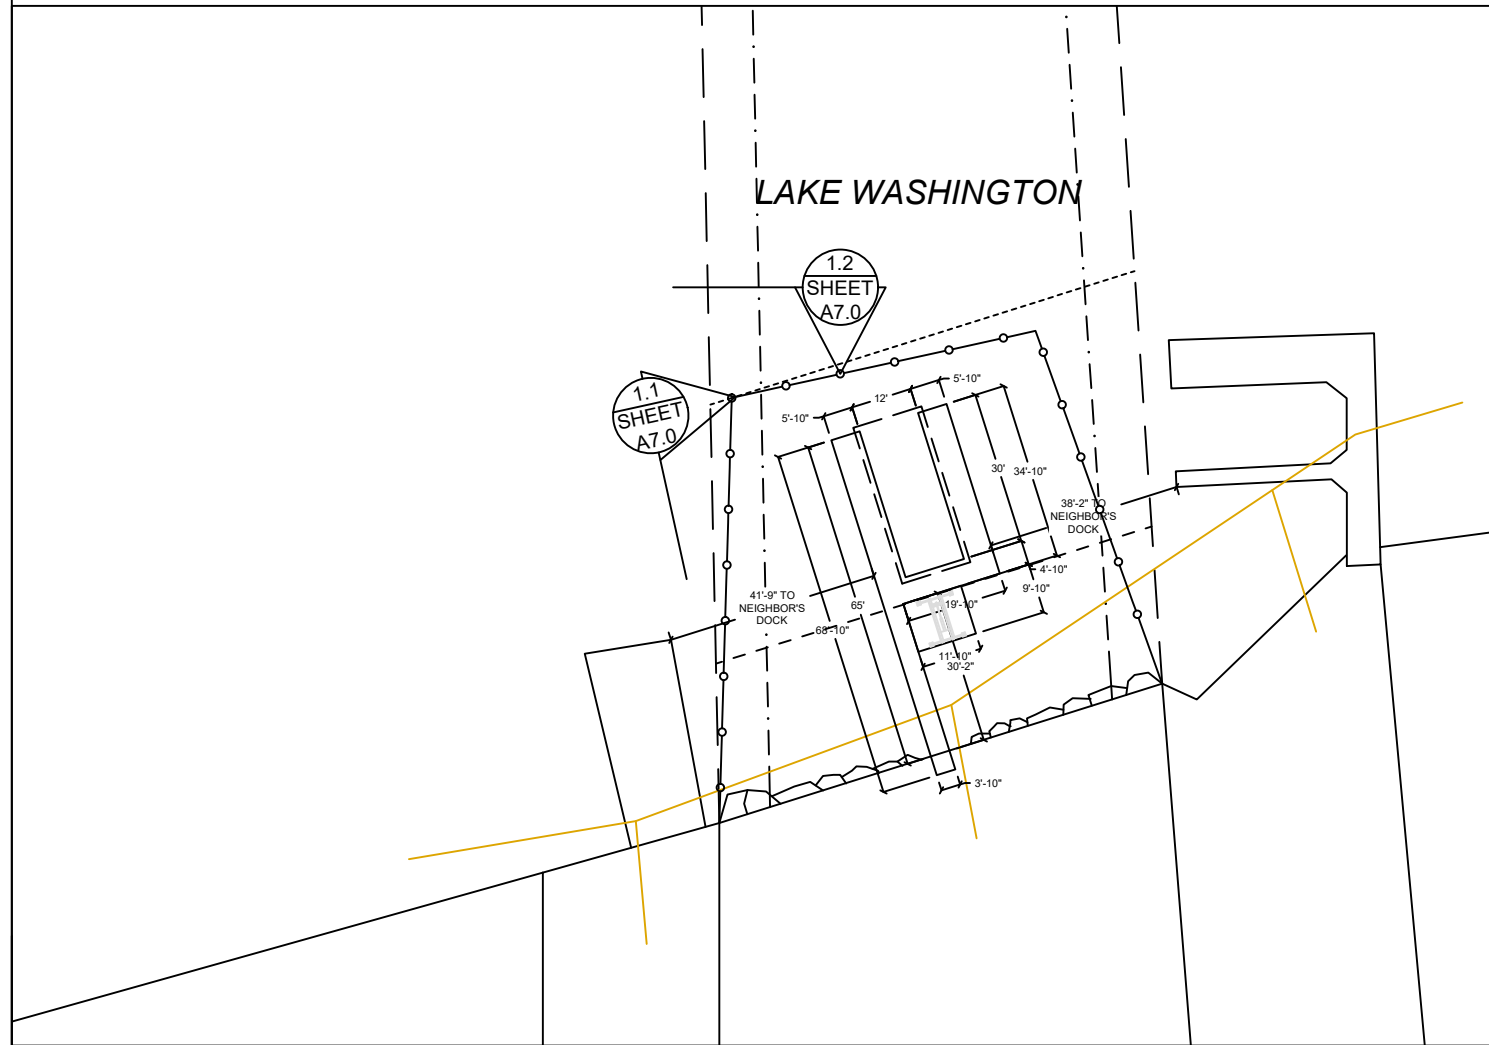 LAKE WASHINGTON
1.2
SHEET
A7.0
1.1
SHEET
A7.0
5'-10"
12'
5'-10"
30'
34'-10"
38'-2" TO
NEIGHBOR'S
DOCK
4'-10"
9'-10"
19'-10"
41'-9" TO
NEIGHBOR'S
DOCK
65'
68'-10"
11'-10"
30'-2"
3'-10"